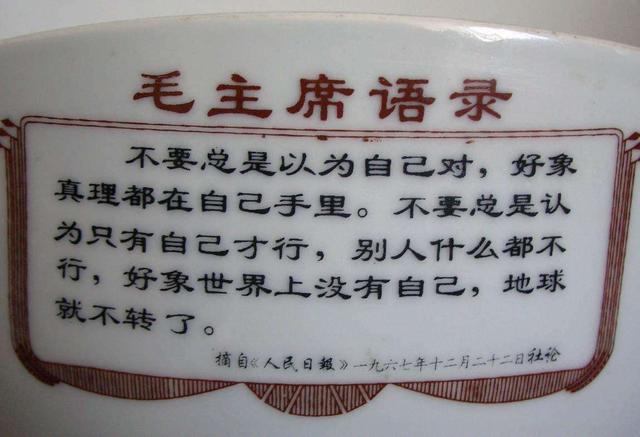 毛主席语录
不要总是以为自己对，好象
真理都在自己手里。不要总是认
为只有自己才行，别人什么都不
行，好象世界上没有自己，地球
就不转了。
摘自《人民日報》一九六七年十二月二十二日社论